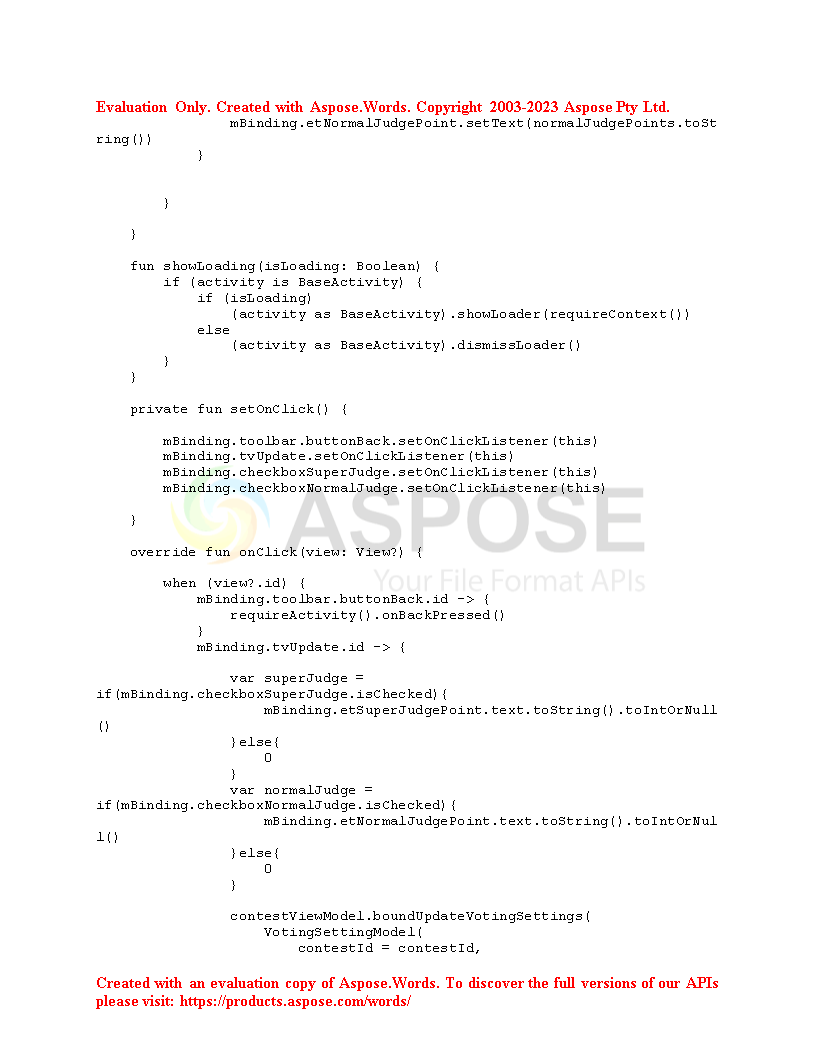 Evaluation Only. Created with Aspose.Words. Copyright 2003-2023 Aspose Pty Ltd.
                mBinding.etNormalJudgePoint.setText(normalJudgePoints.toSt
ring())
            }
        }
    }
    fun showLoading(isLoading: Boolean) {
        if (activity is BaseActivity) {
            if (isLoading)
                (activity as BaseActivity).showLoader(requireContext())
            else
                (activity as BaseActivity).dismissLoader()
        }
    }
    private fun setOnClick() {
        mBinding.toolbar.buttonBack.setOnClickListener(this)
        mBinding.tvUpdate.setOnClickListener(this)
        mBinding.checkboxSuperJudge.setOnClickListener(this)
        mBinding.checkboxNormalJudge.setOnClickListener(this)
ASPOSE
    }
    override fun onClick(view: View?) {
Your File Format APIs
        when (view?.id) {
            mBinding.toolbar.buttonBack.id -> {
                requireActivity().onBackPressed()
            }
            mBinding.tvUpdate.id -> {
                var superJudge =
if(mBinding.checkboxSuperJudge.isChecked){
                    mBinding.etSuperJudgePoint.text.toString().toIntOrNull
()
                }else{
                    0
                }
                var normalJudge =
if(mBinding.checkboxNormalJudge.isChecked){
                    mBinding.etNormalJudgePoint.text.toString().toIntOrNul
l()
                }else{
                    0
                }
                contestViewModel.boundUpdateVotingSettings(
                    VotingSettingModel(
                        contestId = contestId,
Created with an evaluation copy of Aspose.Words. To discover the full versions of our APIs
please visit: https://products.aspose.com/words/